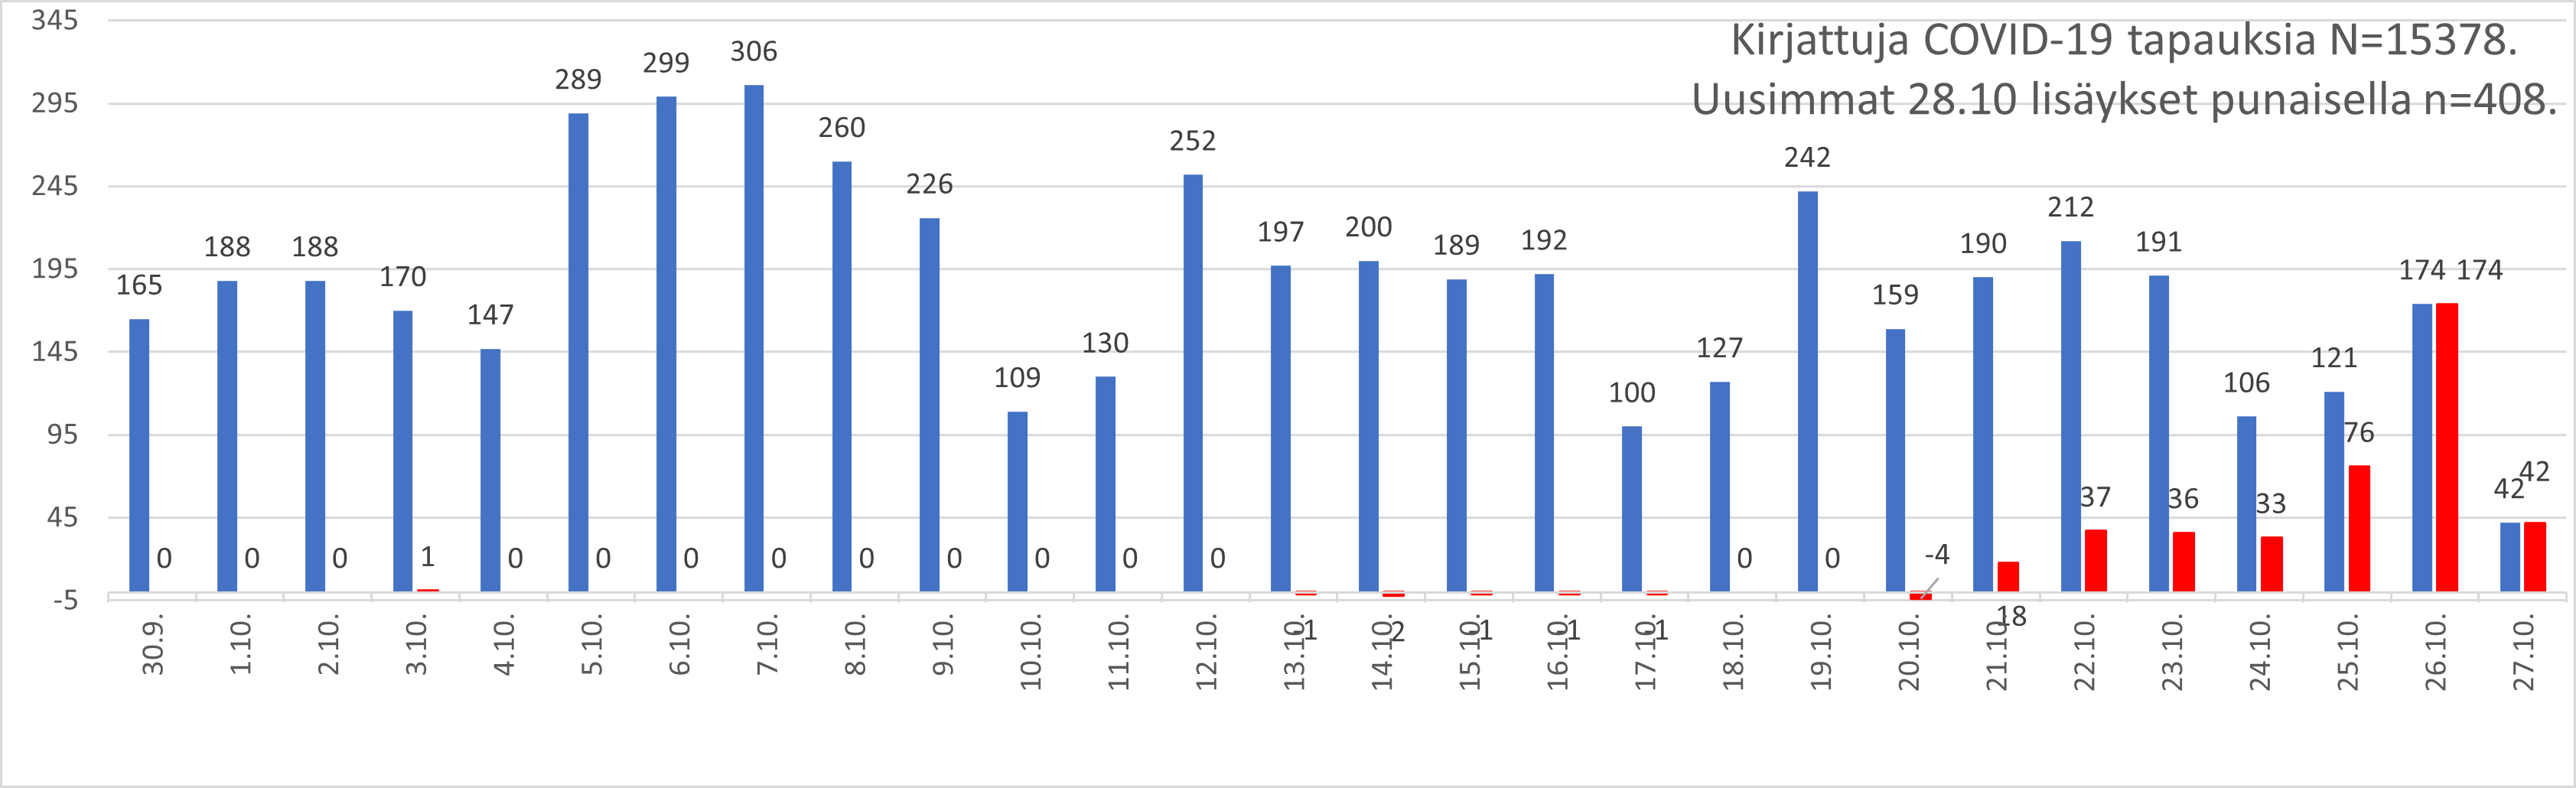 Kirjattuja COVID-19 tapauksia N=15378.
Uusimmat 28.10 lisäykset punaisella n=408.
345
295
245
195
145
95
45
-5
165 188 188 170 147 289 299 306 260 226 109 130 252 197 200 189 192 100 127 242 159 190 212 191 106 121 174 42
0 0 0 1 0 0 0 0 0 0 0 0 0 -1 -2 -1 -1 -1 0 0 -4 18 37 36 33 76 174 42
30.9. 1.10. 2.10. 3.10. 4.10. 5.10. 6.10. 7.10. 8.10. 9.10. 10.10. 11.10. 12.10. 13.10. 14.10. 15.10. 16.10. 17.10. 18.10. 19.10. 20.10. 21.10. 22.10. 23.10. 24.10. 25.10. 26.10. 27.10.